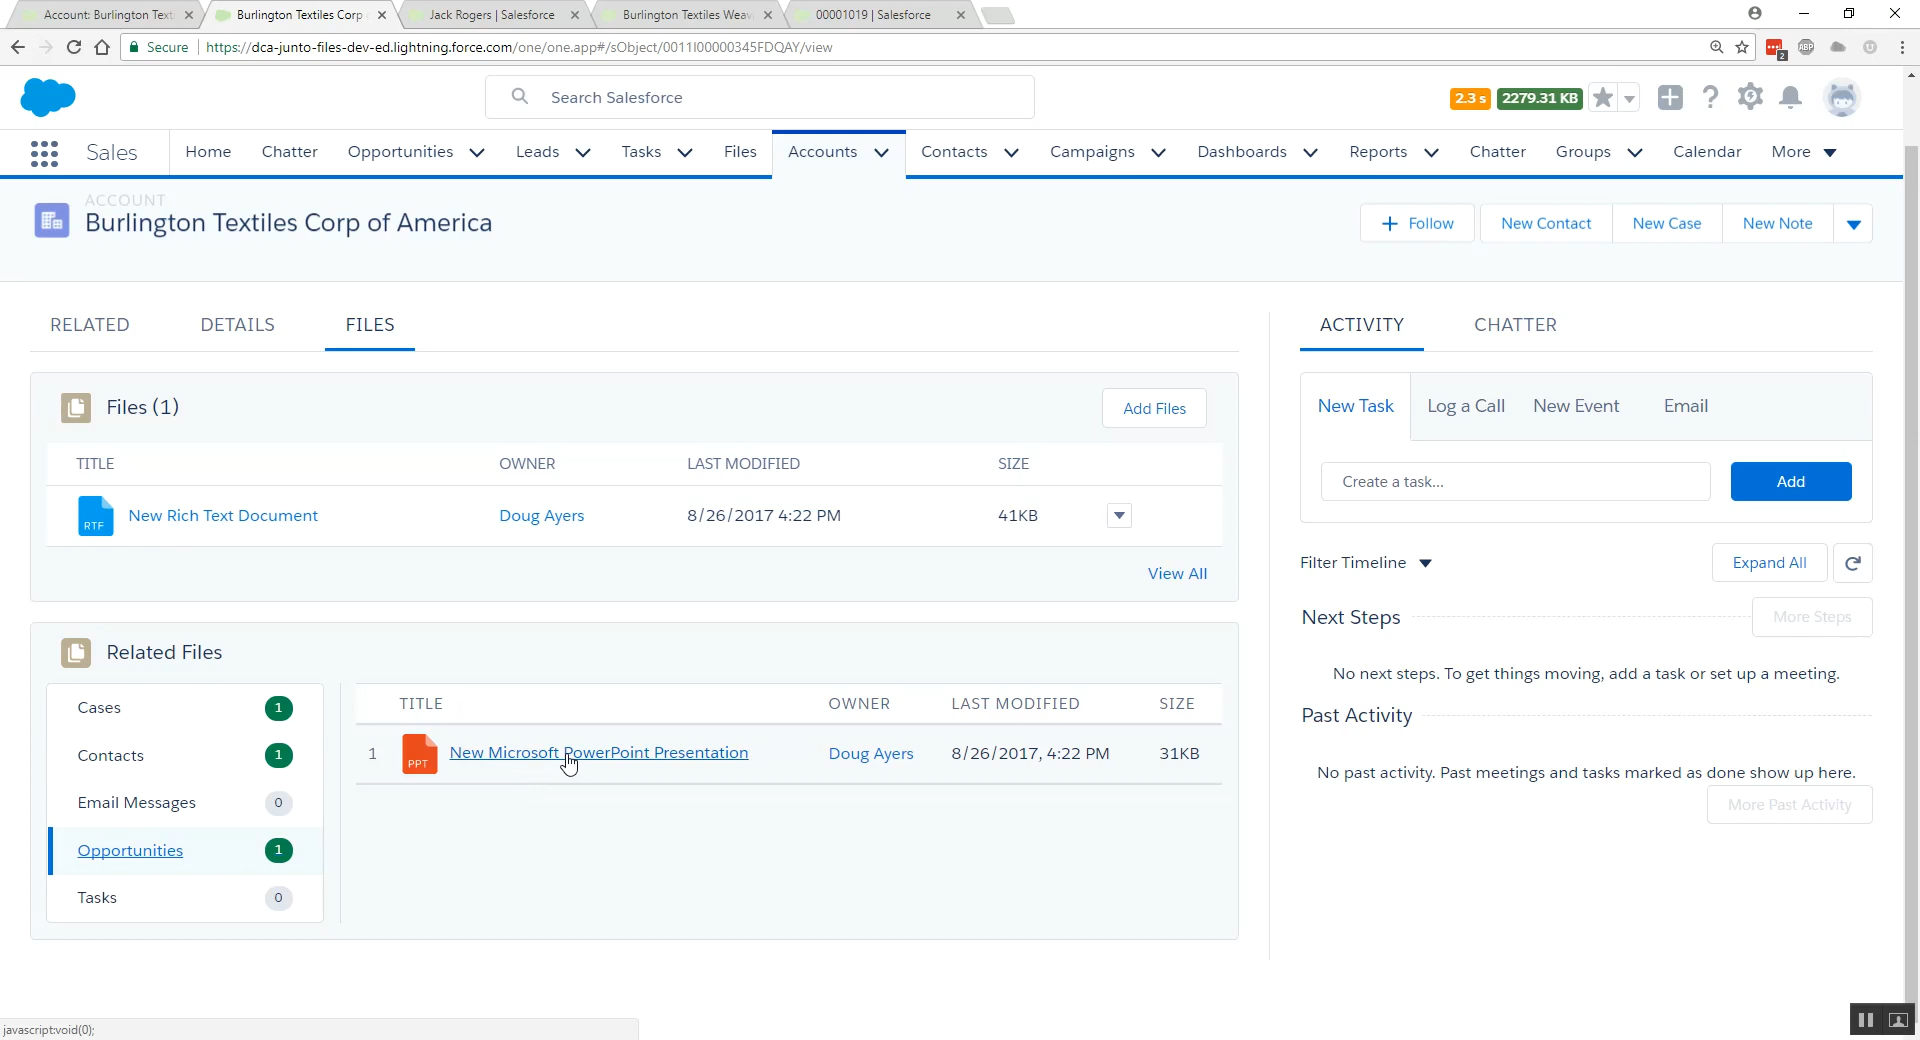 Account: Burlington Text
Burlington Textiles Corp
Jack Rogers | Salesforce
Burlington Textiles Weav
00001019 | Salesforce
Secure
https://dca-junto-files-dev-ed.lightning.force.com/one/one.app#/sObject/0011I00000345FDQAY/view
2
ABP
Search Salesforce
2.3 s
2279.31 KB
Sales
Home
Chatter
Opportunities
Leads
Tasks
Files
Accounts
Contacts
Campaigns
Dashboards
Reports
Chatter
Groups
Calendar
More
ACCOUNT
Burlington Textiles Corp of America
Follow
New Contact
New Case
New Note
RELATED
DETAILS
FILES
Files (1)
Add Files
TITLE
OWNER
LAST MODIFIED
SIZE
RTF
New Rich Text Document
Doug Ayers
8/26/2017 4:22 PM
41KB
View All
Related Files
Cases
1
Contacts
1
Email Messages
0
Opportunities
1
Tasks
0
TITLE
OWNER
LAST MODIFIED
SIZE
1
PPT
New Microsoft PowerPoint Presentation
Doug Ayers
8/26/2017, 4:22 PM
31KB
ACTIVITY
CHATTER
New Task
Log a Call
New Event
Email
Create a task...
Add
Filter Timeline
Expand All
Next Steps
More Steps
No next steps. To get things moving, add a task or set up a meeting.
Past Activity
No past activity. Past meetings and tasks marked as done show up here.
More Past Activity
javascript:void(0);